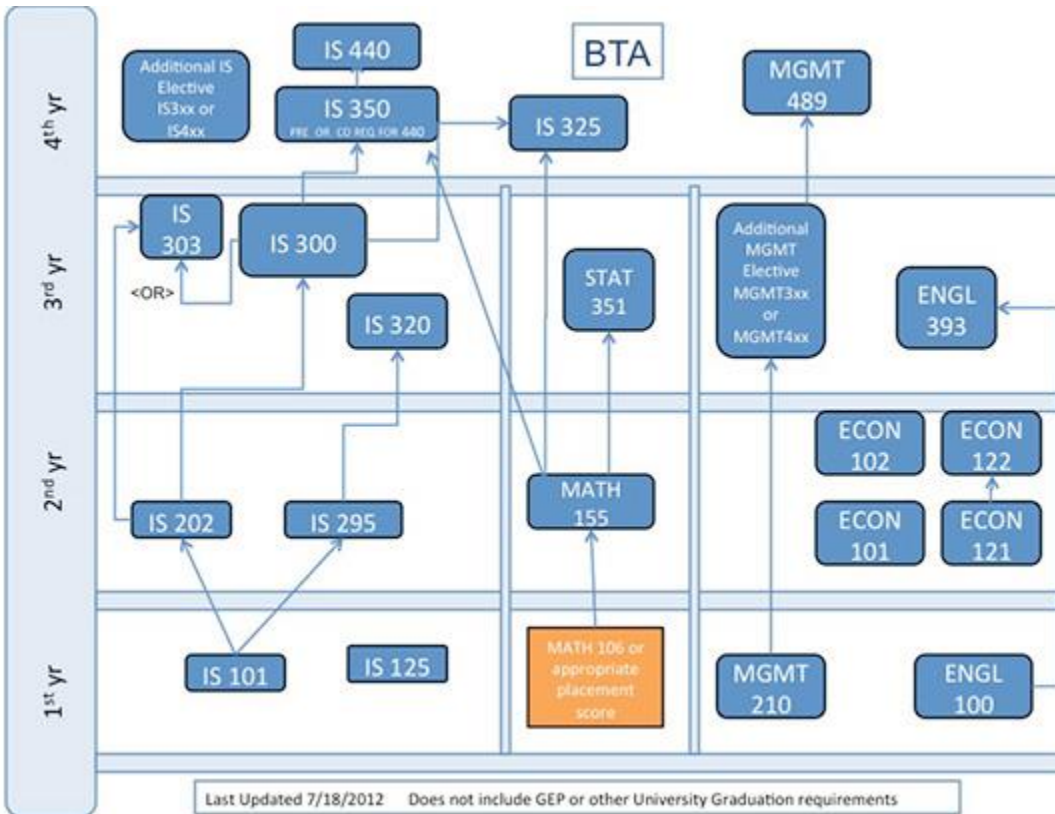 BTA
4th yr
Additional IS
Elective
IS3xx or
IS4xx
IS 440
IS 350
PRE OR CO REQ FOR 440
IS 325
MGMT
489
3rd yr
IS
303
<OR>
IS 300
IS 320
STAT
351
Additional
MGMT
Elective
MGMT3xx
or
MGMT4xx
ENGL
393
2nd yr
IS 202
IS 295
MATH
155
ECON
102
ECON
122
ECON
101
ECON
121
1st yr
IS 101
IS 125
MATH 106 or
appropriate
placement
score
MGMT
210
ENGL
100
Last Updated 7/18/2012 Does not include GEP or other University Graduation requirements